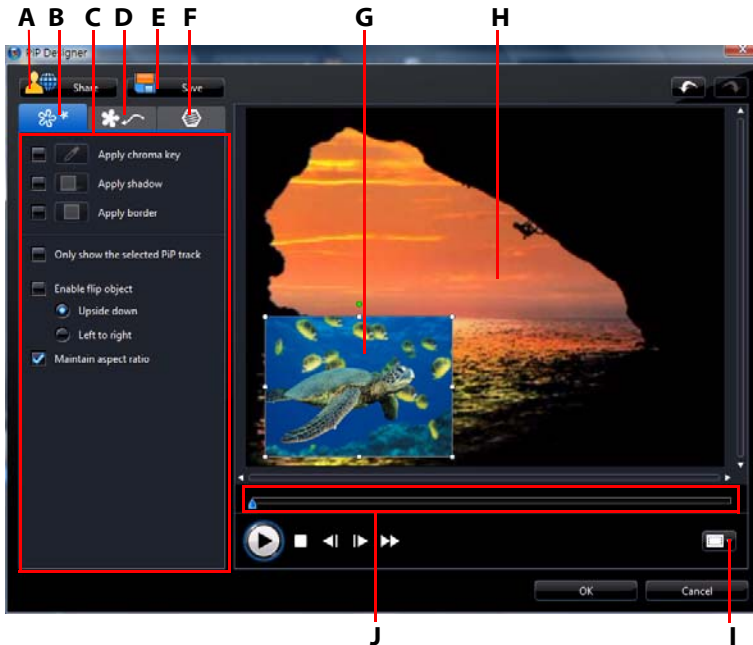 A B C D E F G H
PiP Designer
Share Save
Apply chroma key
Apply shadow
Apply border
Only show the selected PiP track
Enable flip object
Upside down
Left to right
Maintain aspect ratio
OK Cancel
J I